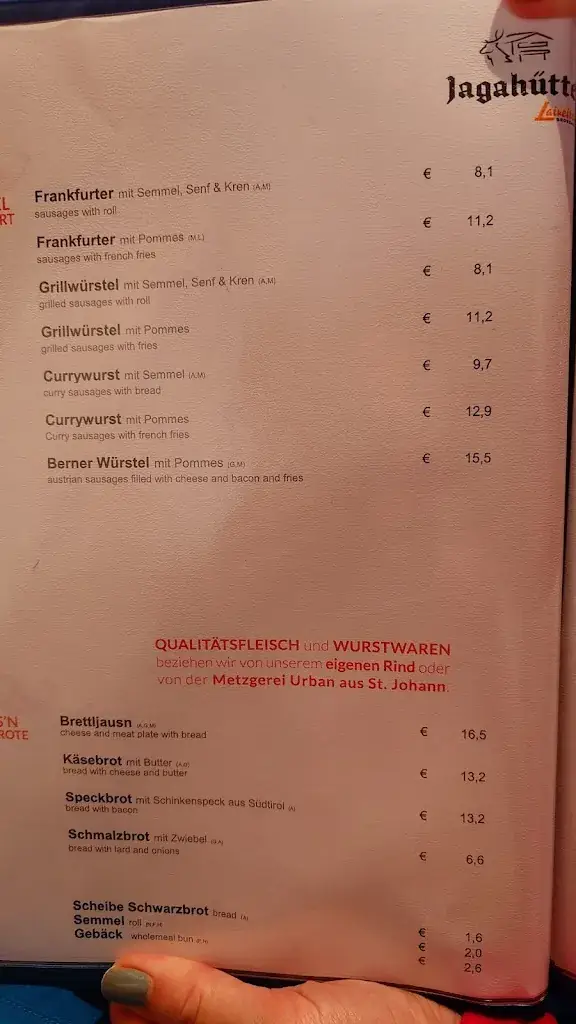 Jagahütte
L
RT
Frankfurter mit Semmel, Senf & Kren (A,M) € 8,1
sausages with roll
Frankfurter mit Pommes (M,L) € 11,2
sausages with french fries
Grillwürstel mit Semmel, Senf & Kren (A,M) € 8,1
grilled sausages with roll
Grillwürstel mit Pommes € 11,2
grilled sausages with fries
Currywurst mit Semmel (A,M) € 9,7
curry sausages with bread
Currywurst mit Pommes € 12,9
Curry sausages with french fries
Berner Würstel mit Pommes (G,M) € 15,5
austrian sausages filled with cheese and bacon and fries
QUALITÄTSFLEISCH und WURSTWAREN
beziehen wir von unserem eigenen Rind oder
von der Metzgerei Urban aus St. Johann.
S'N
ROTE
Brettljausn (A,G,M) € 16,5
cheese and meat plate with bread
Käsebrot mit Butter (A,G) € 13,2
bread with cheese and butter
Speckbrot mit Schinkenspeck aus Südtirol (A) € 13,2
bread with bacon
Schmalzbrot mit Zwiebel € 6,6
bread with lard and onions
Scheibe Schwarzbrot bread (A) € 1,6
Semmel roll € 2,0
Gebäck wholemeal bun € 2,6